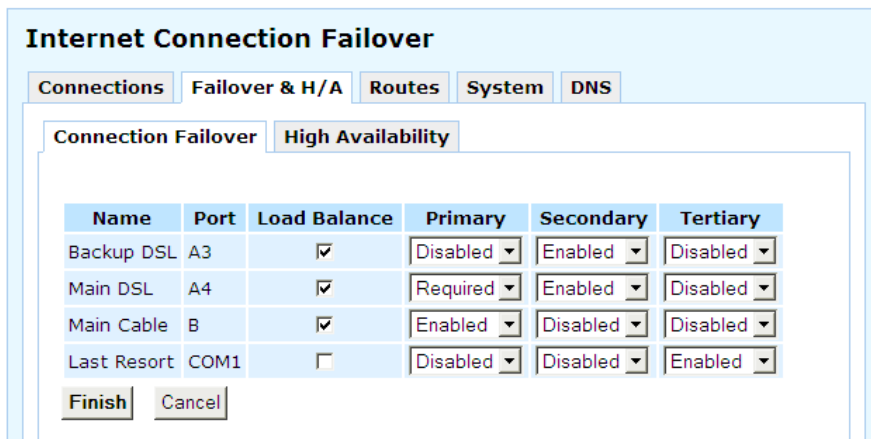 Internet Connection Failover
Connections Failover & H/A Routes System DNS
Connection Failover High Availability
Name Port Load Balance Primary Secondary Tertiary
Backup DSL A3 Disabled Enabled Disabled
Main DSL A4 Required Enabled Disabled
Main Cable B Enabled Disabled Disabled
Last Resort COM1 Disabled Disabled Enabled
Finish Cancel